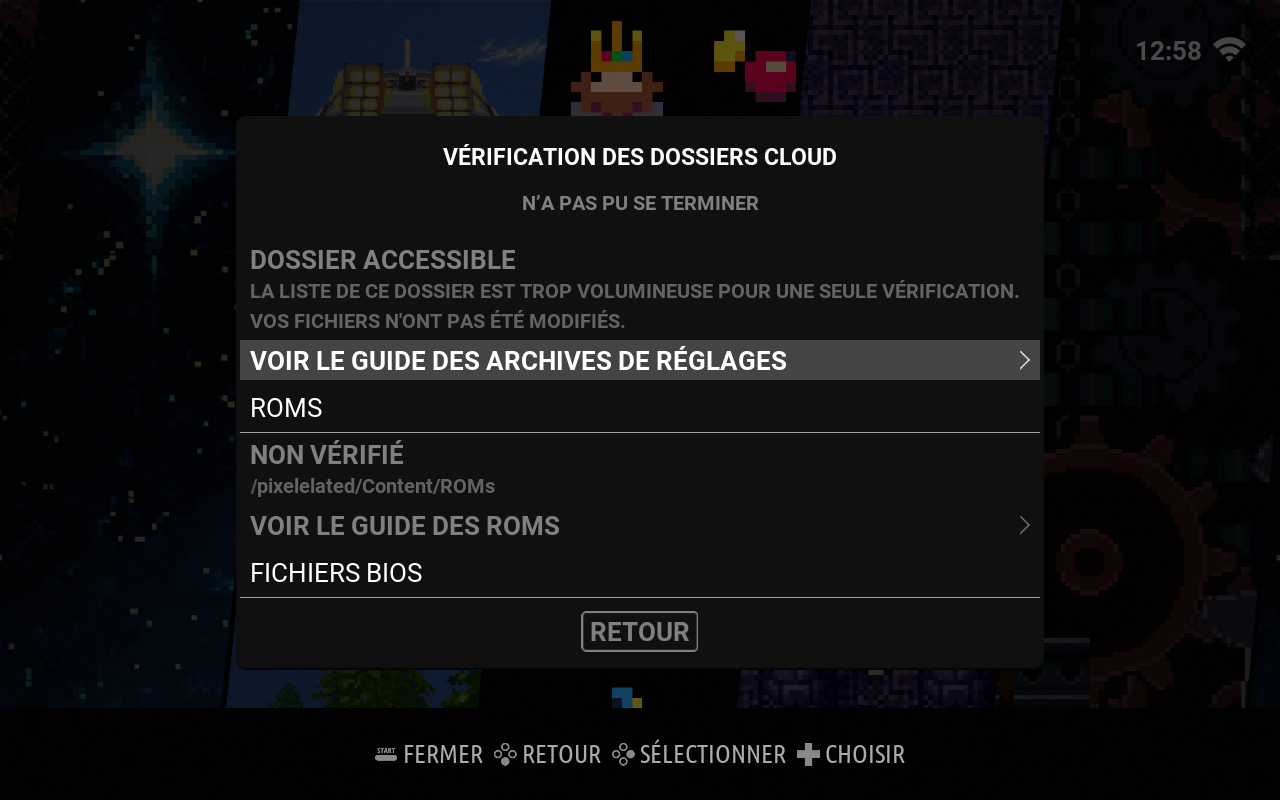 12:58
VÉRIFICATION DES DOSSIERS CLOUD
N’A PAS PU SE TERMINER
DOSSIER ACCESSIBLE
LA LISTE DE CE DOSSIER EST TROP VOLUMINEUSE POUR UNE SEULE VÉRIFICATION.
VOS FICHIERS N'ONT PAS ÉTÉ MODIFIÉS.
VOIR LE GUIDE DES ARCHIVES DE RÉGLAGES
ROMS
NON VÉRIFIÉ
/pixelelated/Content/ROMs
VOIR LE GUIDE DES ROMS
FICHIERS BIOS
RETOUR
START FERMER RETOUR SÉLECTIONNER CHOISIR